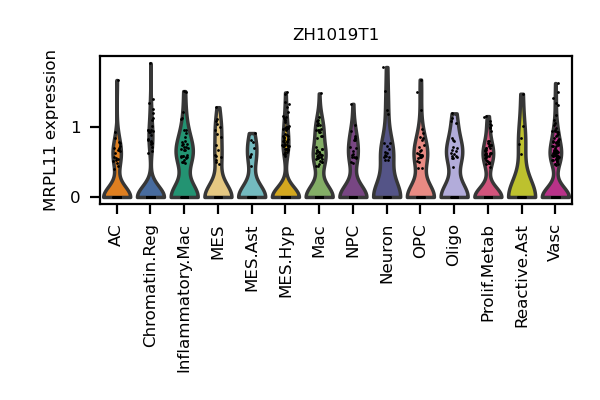 ZH1019T1
MRPL11 expression
1
0
AC
Chromatin.Reg
Inflammatory.Mac
MES
MES.Ast
MES.Hyp
Mac
NPC
Neuron
OPC
Oligo
Prolif.Metab
Reactive.Ast
Vasc